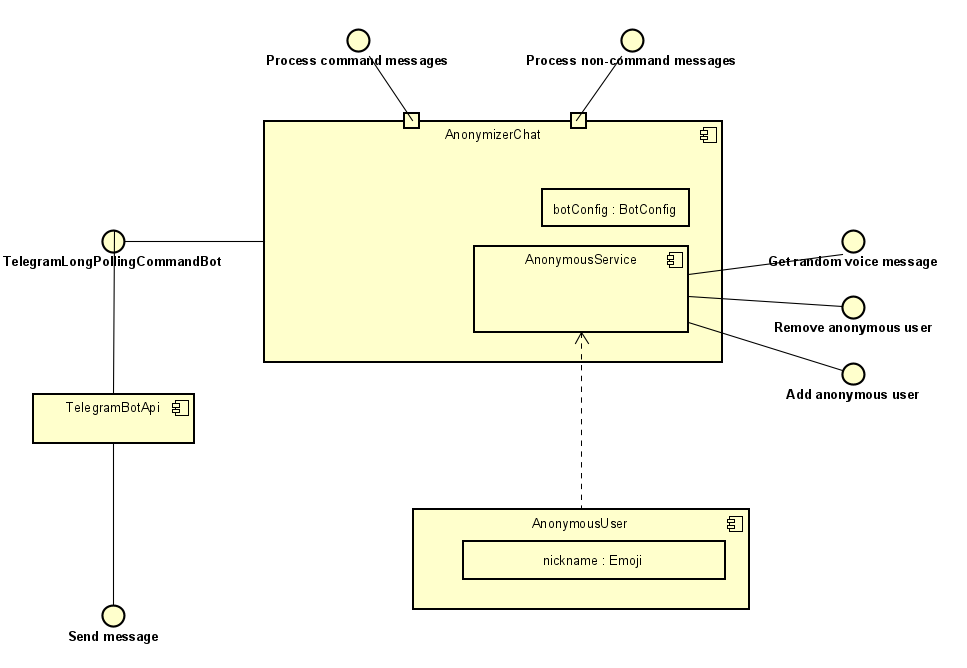 Process command messages
Process non-command messages
AnonymizerChat
botConfig : BotConfig
TelegramLongPollingCommandBot
AnonymousService
Get random voice message
Remove anonymous user
Add anonymous user
TelegramBotApi
AnonymousUser
nickname : Emoji
Send message